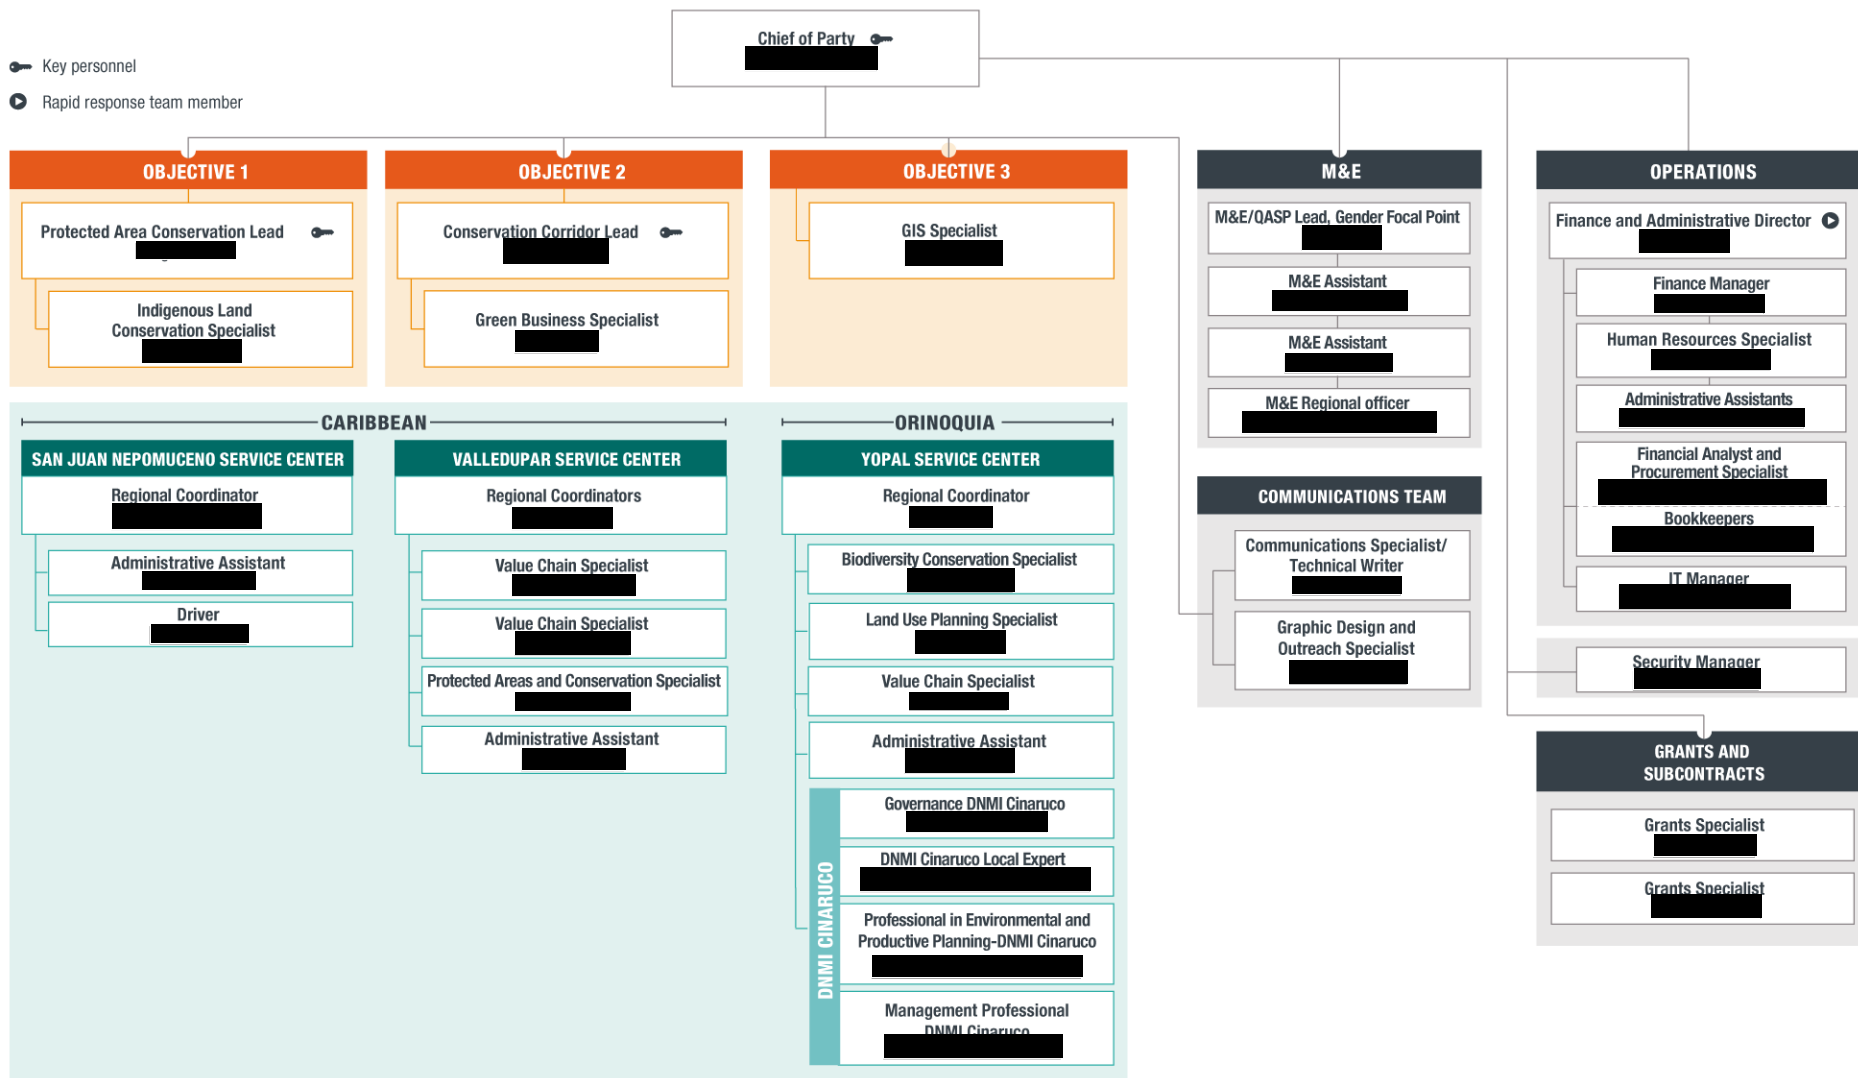 Chief of Party
Key personnel
Rapid response team member
OBJECTIVE 1
Protected Area Conservation Lead
Indigenous Land
Conservation Specialist
OBJECTIVE 2
Conservation Corridor Lead
Green Business Specialist
OBJECTIVE 3
GIS Specialist
M&E
M&E/QASP Lead, Gender Focal Point
M&E Assistant
M&E Assistant
M&E Regional officer
OPERATIONS
Finance and Administrative Director
Finance Manager
Human Resources Specialist
Administrative Assistants
Financial Analyst and
Procurement Specialist
Bookkeepers
IT Manager
Security Manager
COMMUNICATIONS TEAM
Communications Specialist/
Technical Writer
Graphic Design and
Outreach Specialist
GRANTS AND
SUBCONTRACTS
Grants Specialist
Grants Specialist
CARIBBEAN
SAN JUAN NEPOMUCENO SERVICE CENTER
Regional Coordinator
Administrative Assistant
Driver
VALLEDUPAR SERVICE CENTER
Regional Coordinators
Value Chain Specialist
Value Chain Specialist
Protected Areas and Conservation Specialist
Administrative Assistant
ORINOQUIA
YOPAL SERVICE CENTER
Regional Coordinator
Biodiversity Conservation Specialist
Land Use Planning Specialist
Value Chain Specialist
Administrative Assistant
DNMI CINARUCO
Governance DNMI Cinaruco
DNMI Cinaruco Local Expert
Professional in Environmental and
Productive Planning-DNMI Cinaruco
Management Professional
DNMI Cinaruco